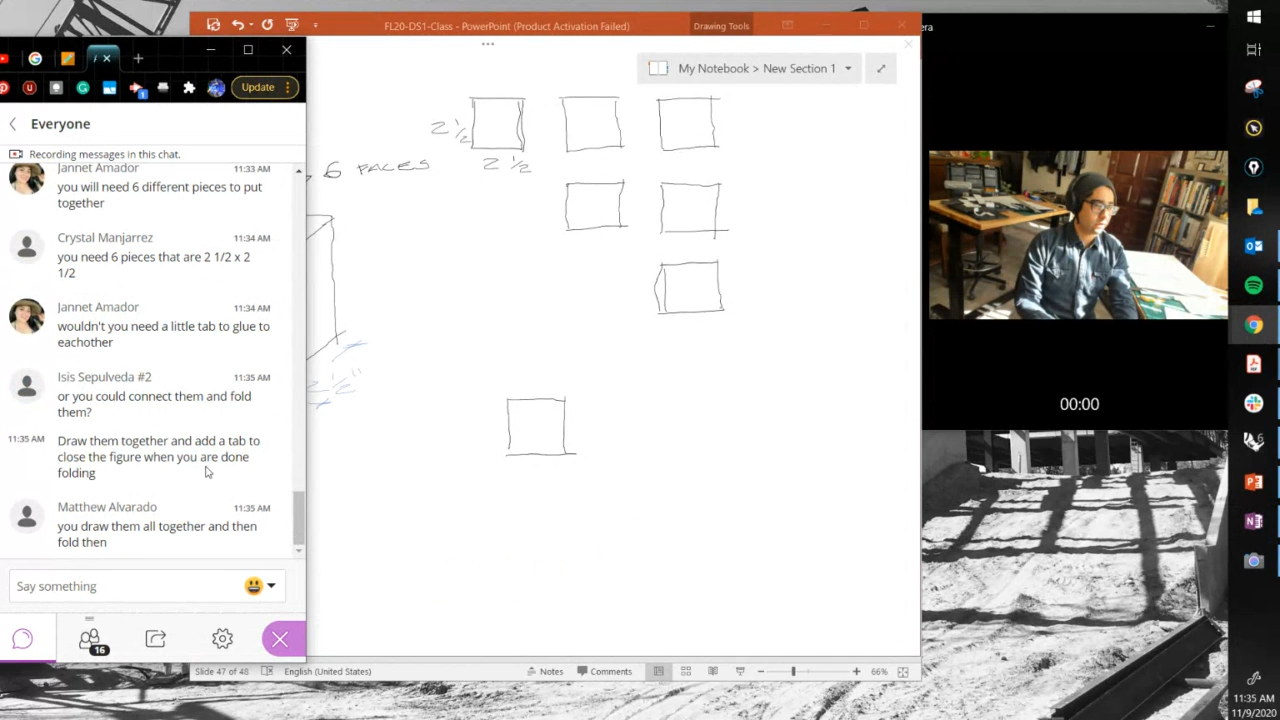 FL20-DS1-Class - PowerPoint (Product Activation Failed)
Drawing Tools
era
Update
My Notebook > New Section 1
Everyone
Recording messages in this chat.
Jannet Amador
11:33 AM
you will need 6 different pieces to put
together
Crystal Manjarrez
11:34 AM
you need 6 pieces that are 2 1/2 x 2
1/2
Jannet Amador
11:34 AM
wouldn't you need a little tab to glue to
eachother
Isis Sepulveda #2
11:35 AM
or you could connect them and fold
them?
11:35 AM
Draw them together and add a tab to
close the figure when you are done
folding
Matthew Alvarado
11:35 AM
you draw them all together and then
fold then
Say something
16
2 ½
6 PACES
2 ½
2 ½"
00:00
Slide 47 of 48
English (United States)
Notes
Comments
66%
11:35 AM
11/9/2020